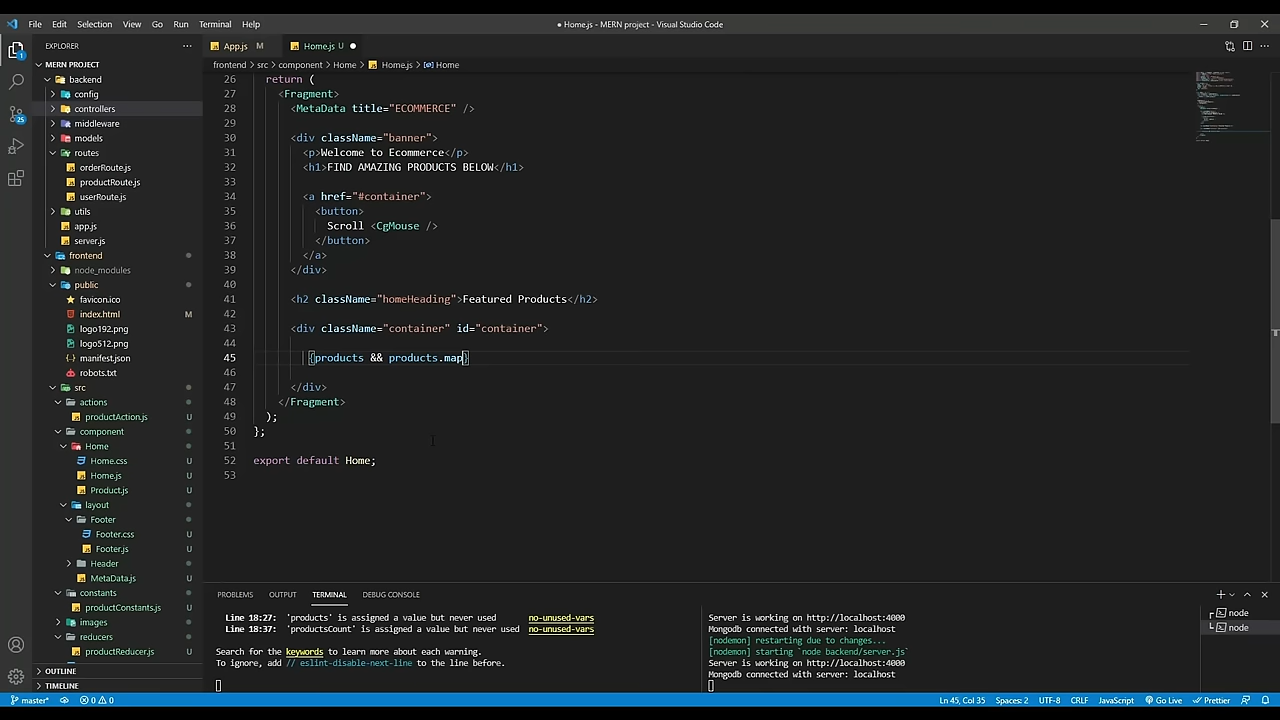 File Edit Selection View Go Run Terminal Help
● Home.js - MERN project - Visual Studio Code
EXPLORER
MERN PROJECT
backend
config
controllers
middleware
models
routes
orderRoute.js
productRoute.js
userRoute.js
utils
app.js
server.js
frontend
node_modules
public
favicon.ico
index.html M
logo192.png
logo512.png
manifest.json
robots.txt
src
actions
productAction.js U
component
Home
Home.css U
Home.js U
Product.js U
layout
Footer
Footer.css U
Footer.js U
Header
MetaData.js U
constants
productConstants.js U
images
reducers
productReducer.js U
OUTLINE
TIMELINE
App.js M
Home.js U ●
frontend > src > component > Home > Home.js > Home
26 return (
27 <Fragment>
28 <MetaData title="ECOMMERCE" />
29
30 <div className="banner">
31 <p>Welcome to Ecommerce</p>
32 <h1>FIND AMAZING PRODUCTS BELOW</h1>
33
34 <a href="#container">
35 <button>
36 Scroll <CgMouse />
37 </button>
38 </a>
39 </div>
40
41 <h2 className="homeHeading">Featured Products</h2>
42
43 <div className="container" id="container">
44
45 {products && products.map}
46
47 </div>
48 </Fragment>
49 );
50 };
51
52 export default Home;
53
PROBLEMS OUTPUT TERMINAL DEBUG CONSOLE
Line 18:27: 'products' is assigned a value but never used no-unused-vars
Line 18:37: 'productsCount' is assigned a value but never used no-unused-vars
Search for the keywords to learn more about each warning.
To ignore, add // eslint-disable-next-line to the line before.
Server is working on http://localhost:4000
Mongodb connected with server: localhost
[nodemon] restarting due to changes...
[nodemon] starting `node backend/server.js`
Server is working on http://localhost:4000
Mongodb connected with server: localhost
node
node
1
25
master* 0 0
Ln 45, Col 35 Spaces: 2 UTF-8 CRLF JavaScript Go Live Prettier